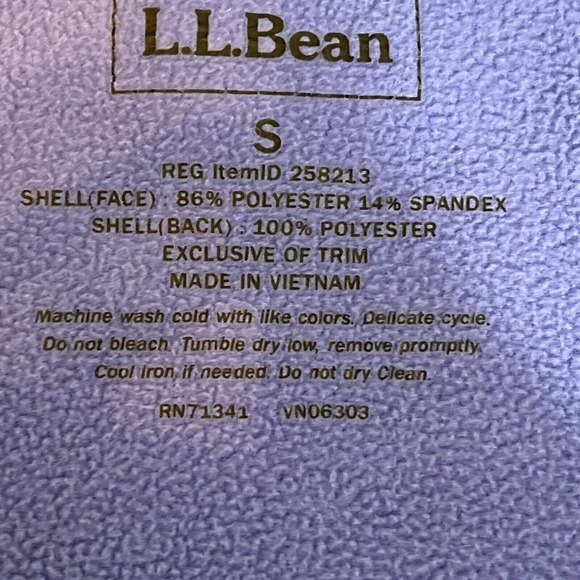 L.L.Bean
S
REG ItemID 258213
SHELL(FACE) : 86% POLYESTER 14% SPANDEX
SHELL(BACK) : 100% POLYESTER
EXCLUSIVE OF TRIM
MADE IN VIETNAM
Machine wash cold with like colors. Delicate cycle.
Do not bleach. Tumble dry low, remove promptly.
Cool iron if needed. Do not dry Clean.
RN71341 VN06303